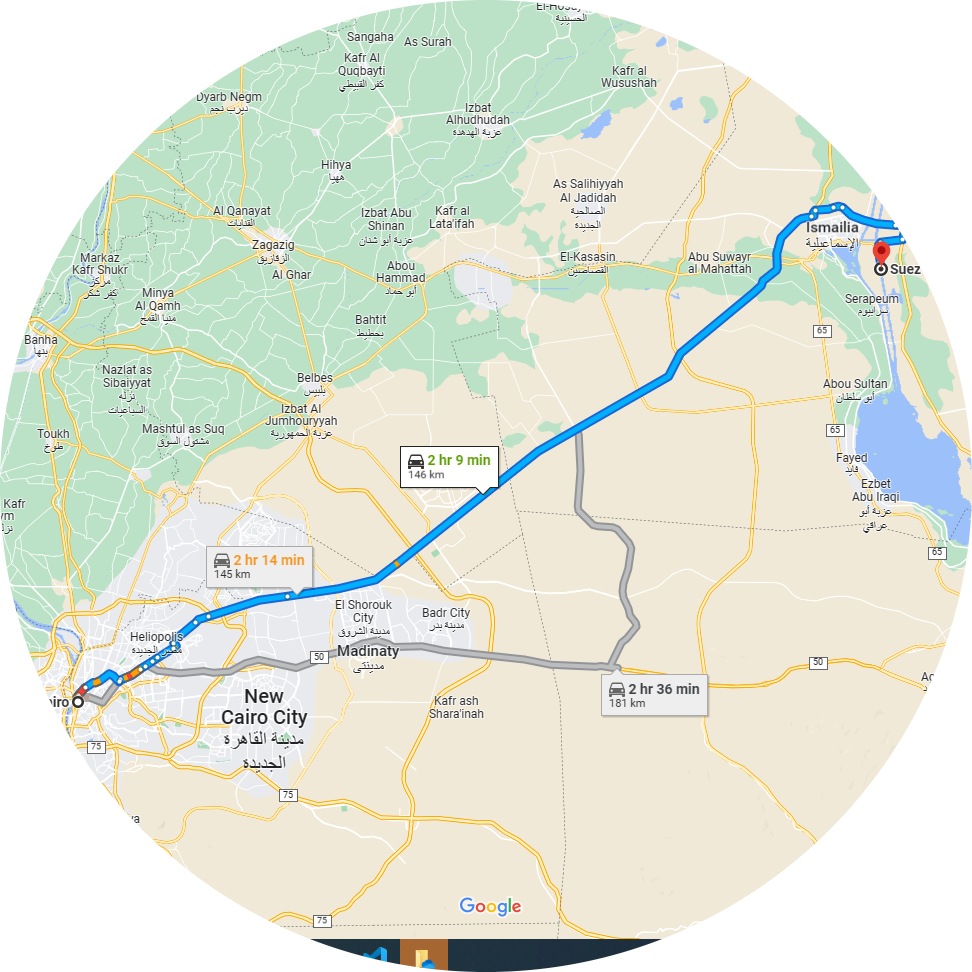 El-Hosay
الحسينية
Sangaha
As Surah
Kafr Al
Quqbayti
كفر القبيطي
Kafr al
Wusushah
Dyarb Negm
ديرب نجم
Izbat
Alhudhudah
عزبة الهدهدة
Hihya
ههيا
As Salihiyyah
Al Jadidah
الصالحية
الجديدة
Al Qanayat
القنايات
Izbat Abu
Shinan
عزبة أبو شنان
Kafr al
Lata'ifah
Ismailia
الإسماعيلية
Zagazig
الزقازيق
Al Ghar
Markaz
Kafr Shukr
مركز
كفر شكر
Abou
Hammad
أبو حماد
El-Kasasin
القصاصين
Abu Suwayr
al Mahattah
Suez
Minya
Al Qamh
منيا القمح
Serapeum
سرابيوم
Bahtit
بحطيط
65
Banha
بنها
Nazlat as
Sibaiyyat
نزلة
السباعيات
Belbes
بلبيس
Abou Sultan
أبو سلطان
Izbat Al
Jumhouryyah
عزبة الجمهورية
Toukh
طوخ
Mashtul as Suq
مشتول السوق
65
Fayed
فايد
2 hr 9 min
146 km
Ezbet
Abu Iraqi
عزبة أبو
عراقي
Kafr
ym
65
2 hr 14 min
145 km
El Shorouk
City
مدينة الشروق
Badr City
مدينة بدر
Heliopolis
مصر الجديدة
50
Madinaty
مدينتي
50
2 hr 36 min
181 km
iro
New
Cairo City
مدينة القاهرة
الجديدة
Kafr ash
Shara'inah
75
75
ya
Google
75